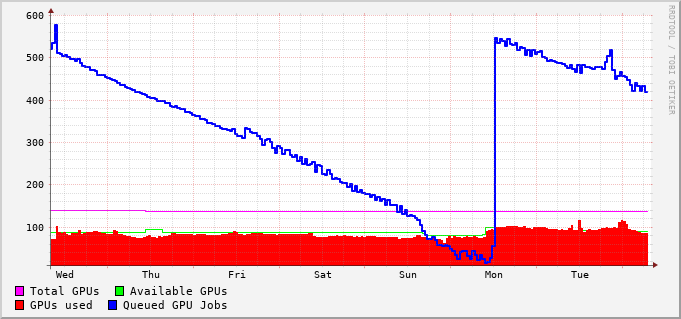 600
500
400
300
200
100
Wed Thu Fri Sat Sun Mon Tue
Total GPUs Available GPUs
GPUs used Queued GPU Jobs
RRDTOOL / TOBI OETIKER